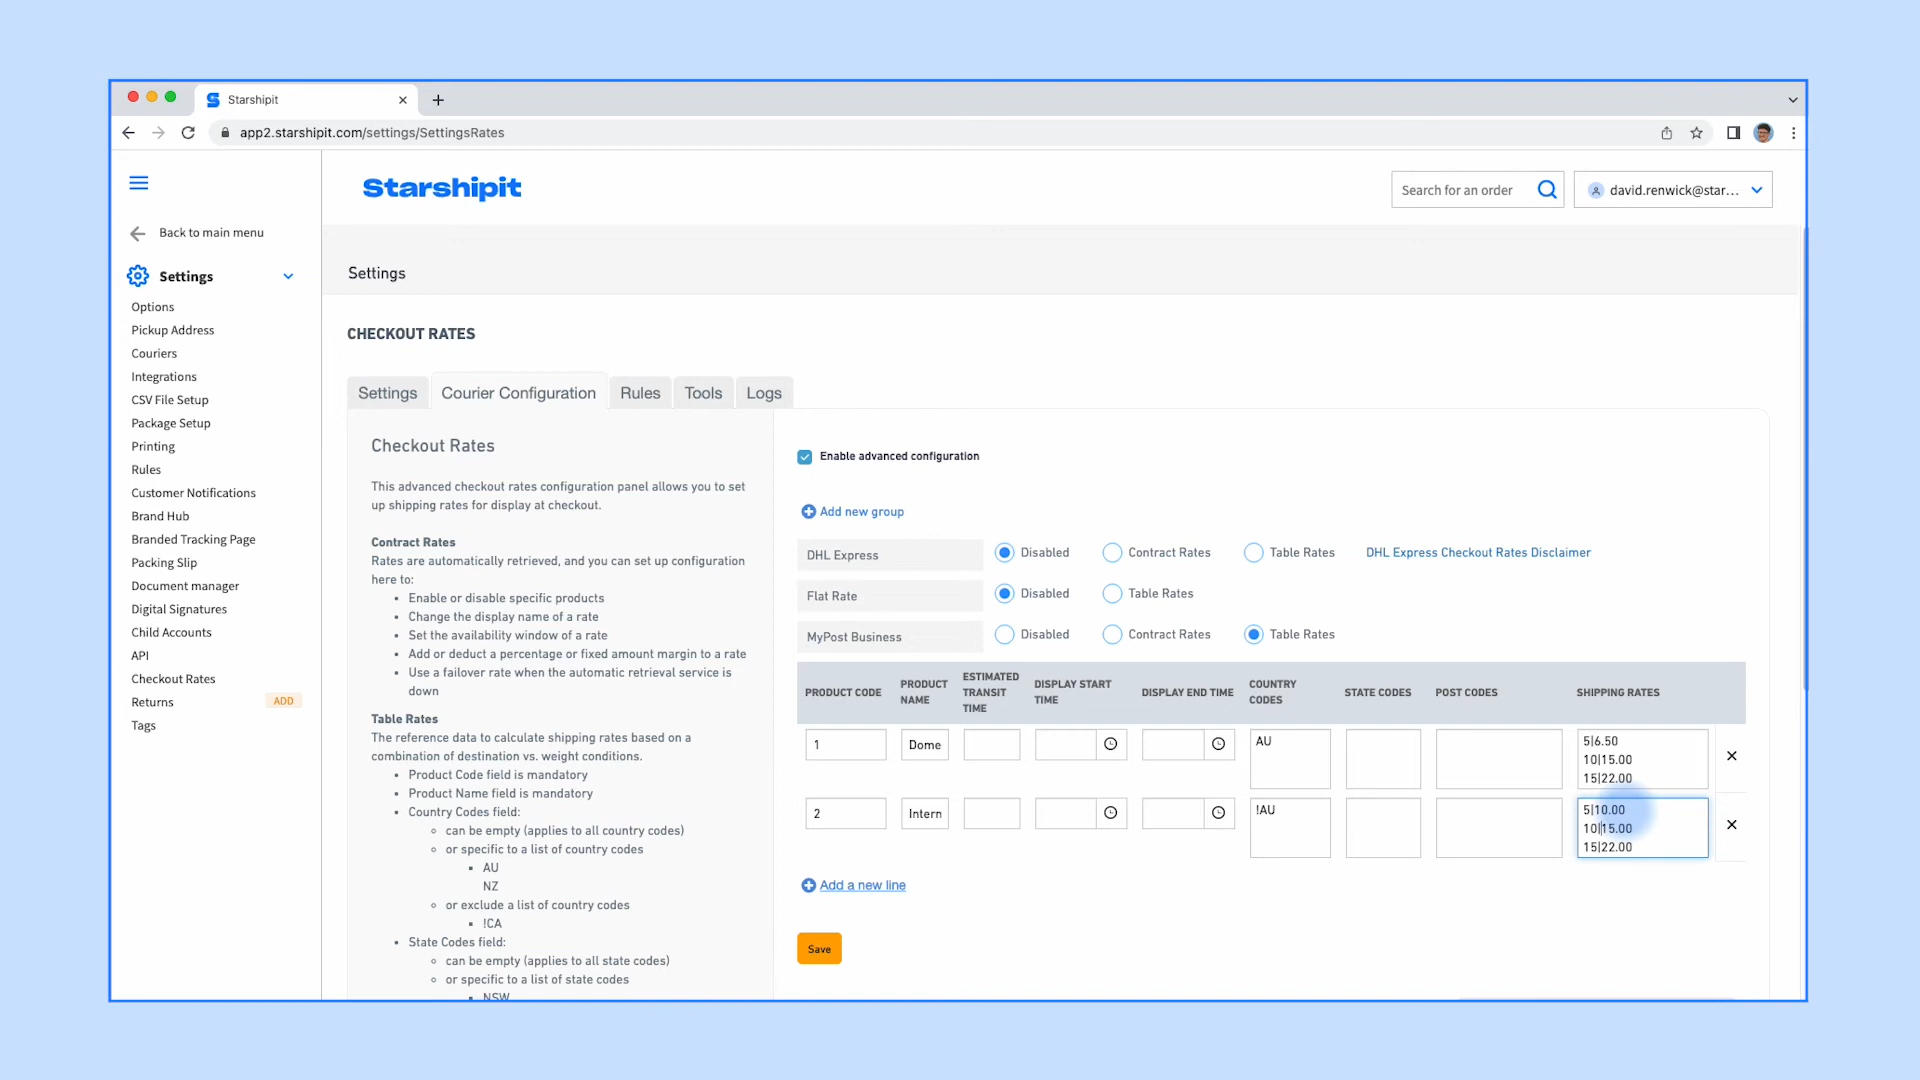 Starshipit
app2.starshipit.com/settings/SettingsRates
Starshipit
Search for an order
david.renwick@star...
Back to main menu
Settings
Options
Pickup Address
Couriers
Integrations
CSV File Setup
Package Setup
Printing
Rules
Customer Notifications
Brand Hub
Branded Tracking Page
Packing Slip
Document manager
Digital Signatures
Child Accounts
API
Checkout Rates
Returns ADD
Tags
Settings
CHECKOUT RATES
Settings Courier Configuration Rules Tools Logs
Checkout Rates
This advanced checkout rates configuration panel allows you to set
up shipping rates for display at checkout.
Contract Rates
Rates are automatically retrieved, and you can set up configuration
here to:
Enable or disable specific products
Change the display name of a rate
Set the availability window of a rate
Add or deduct a percentage or fixed amount margin to a rate
Use a failover rate when the automatic retrieval service is
down
Table Rates
The reference data to calculate shipping rates based on a
combination of destination vs. weight conditions.
Product Code field is mandatory
Product Name field is mandatory
Country Codes field:
can be empty (applies to all country codes)
or specific to a list of country codes
AU
NZ
or exclude a list of country codes
!CA
State Codes field:
can be empty (applies to all state codes)
or specific to a list of state codes
NSW
Enable advanced configuration
Add new group
DHL Express Disabled Contract Rates Table Rates DHL Express Checkout Rates Disclaimer
Flat Rate Disabled Table Rates
MyPost Business Disabled Contract Rates Table Rates
PRODUCT CODE
PRODUCT
NAME
ESTIMATED
TRANSIT
TIME
DISPLAY START
TIME
DISPLAY END TIME
COUNTRY
CODES
STATE CODES
POST CODES
SHIPPING RATES
1 Dome AU
5|6.50
10|15.00
15|22.00
2 Intern !AU
5|10.00
10|15.00
15|22.00
Add a new line
Save